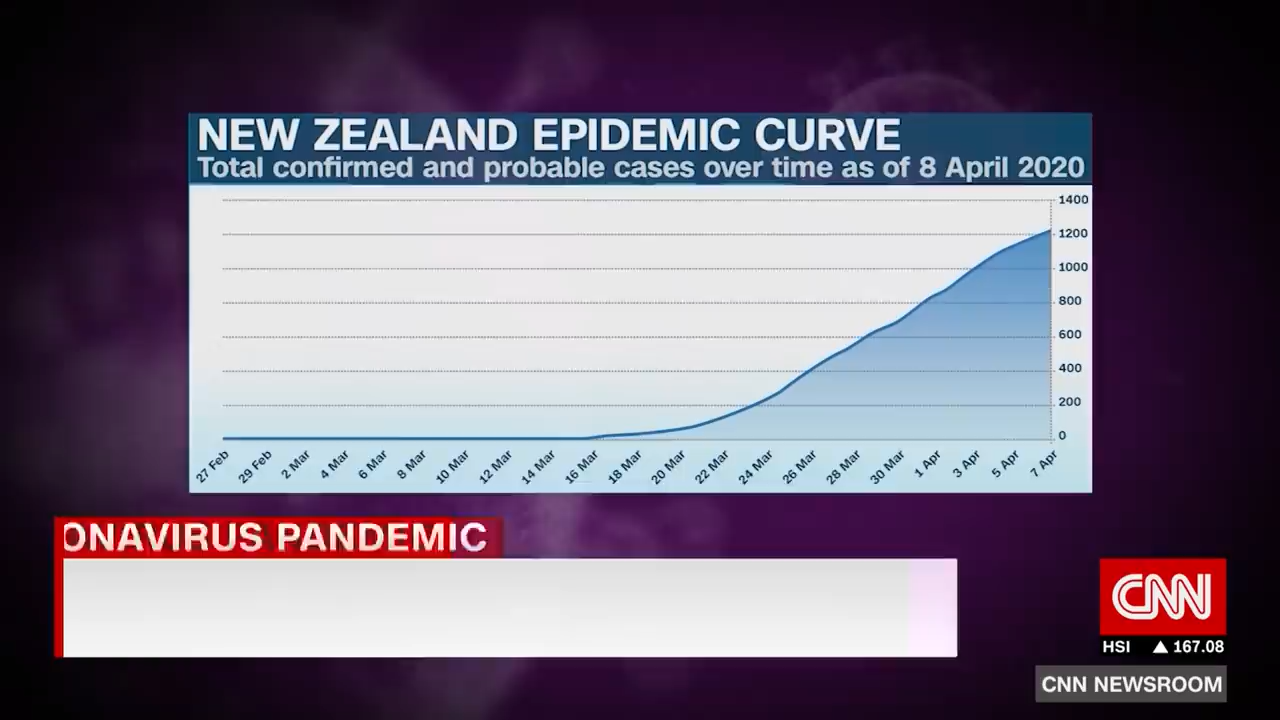 NEW ZEALAND EPIDEMIC CURVE
Total confirmed and probable cases over time as of 8 April 2020
1400
1200
1000
800
600
400
200
0
27 Feb
29 Feb
2 Mar
4 Mar
6 Mar
8 Mar
10 Mar
12 Mar
14 Mar
16 Mar
18 Mar
20 Mar
22 Mar
24 Mar
26 Mar
28 Mar
30 Mar
1 Apr
3 Apr
5 Apr
7 Apr
ONAVIRUS PANDEMIC
CNN
HSI ▲ 167.08
CNN NEWSROOM